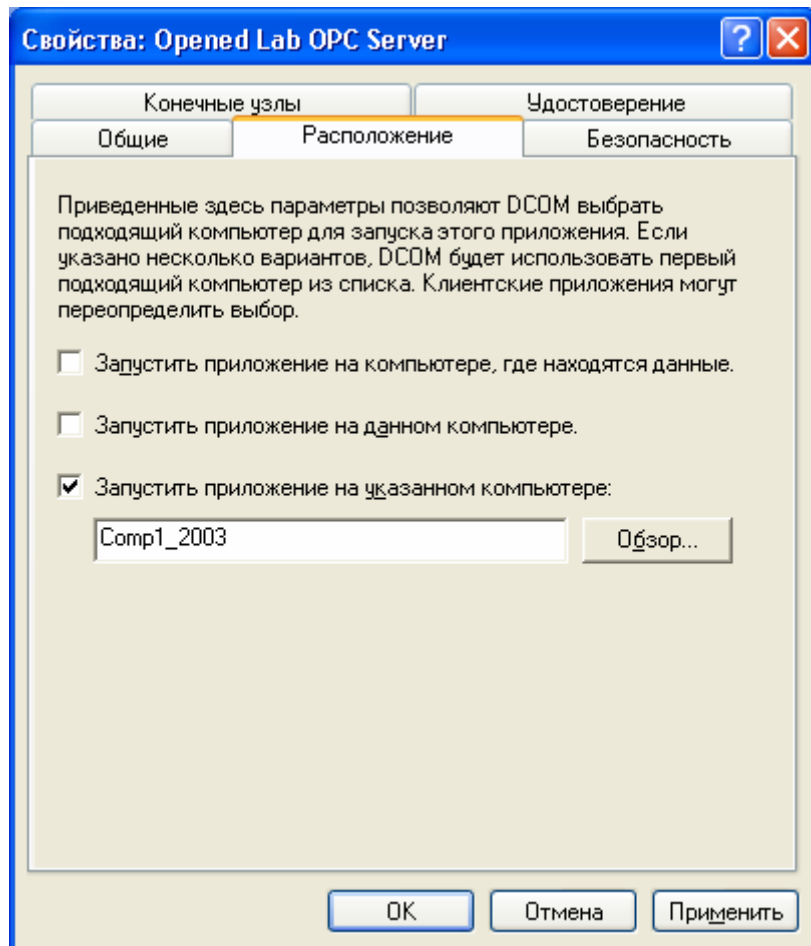 Свойства: Opened Lab OPC Server
Конечные узлы
Удостоверение
Общие
Расположение
Безопасность
Приведенные здесь параметры позволяют DCOM выбрать
подходящий компьютер для запуска этого приложения. Если
указано несколько вариантов, DCOM будет использовать первый
подходящий компьютер из списка. Клиентские приложения могут
переопределить выбор.
Запустить приложение на компьютере, где находятся данные.
Запустить приложение на данном компьютере.
Запустить приложение на указанном компьютере:
Comp1_2003
Обзор...
OK
Отмена
Применить